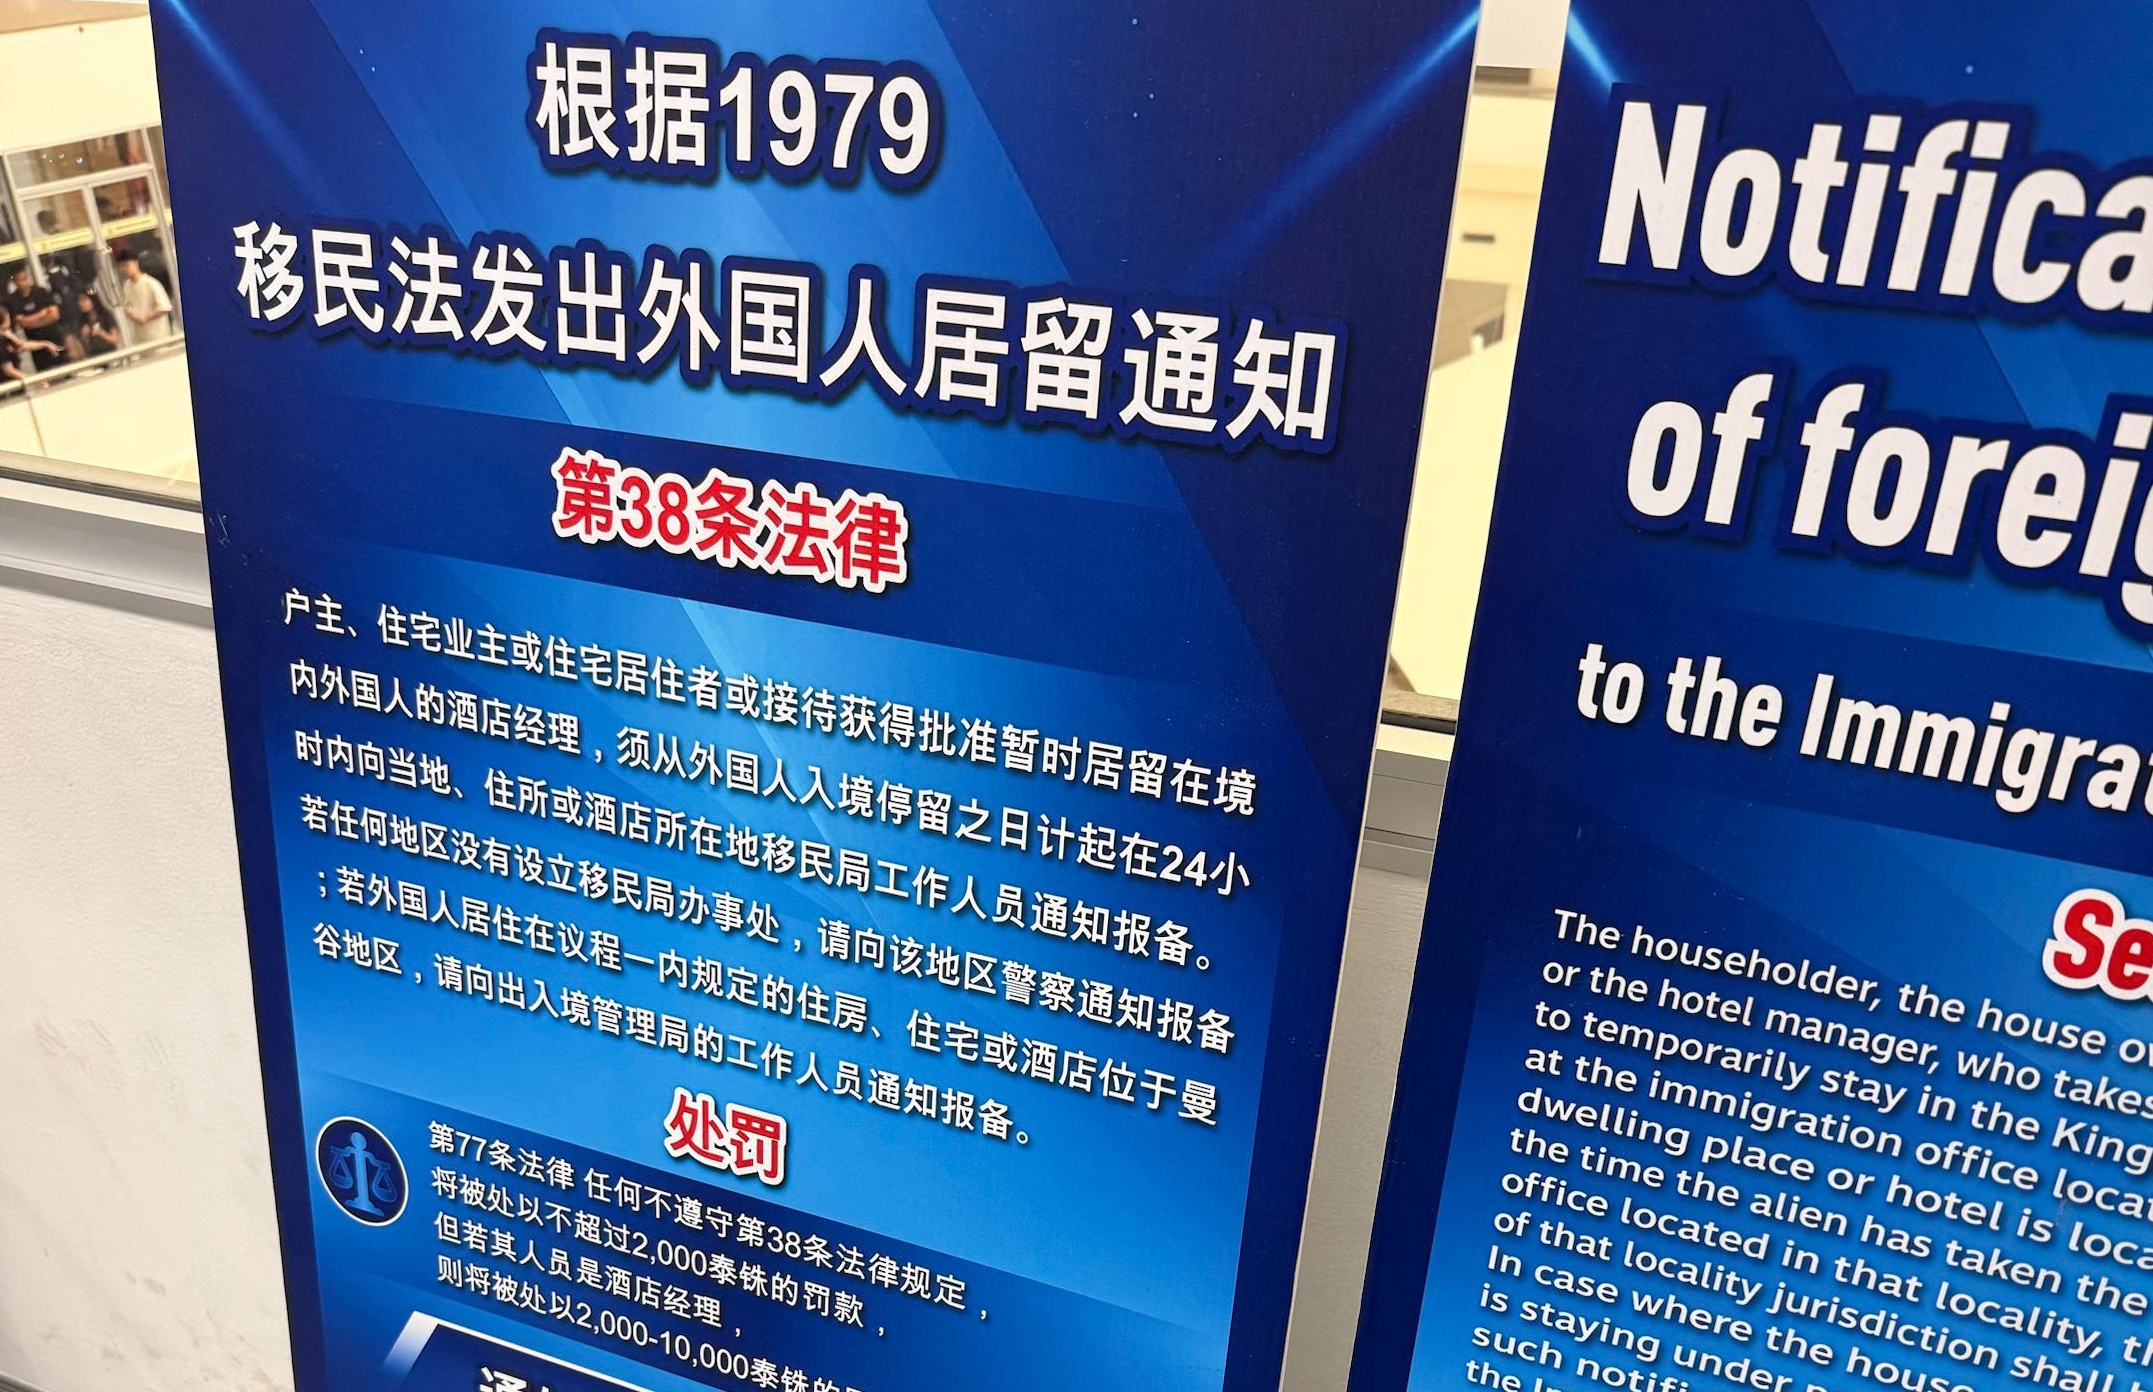 根据1979
移民法发出外国人居留通知
第38条法律
户主、住宅业主或住宅居住者或接待获得批准暂时居留在境
内外国人的酒店经理，须从外国人入境停留之日计起在24小
时内向当地、住所或酒店所在地移民局工作人员通知报备。
若任何地区没有设立移民局办事处，请向该地区警察通知报备
；若外国人居住在议程一内规定的住房、住宅或酒店位于曼
谷地区，请向出入境管理局的工作人员通知报备。
处罚
第77条法律 任何不遵守第38条法律规定，
将被处以不超过2,000泰铢的罚款，
但若其人员是酒店经理，
则将被处以2,000-10,000泰铢的
Notifica
of foreig
to the Immigrat
Se
The householder, the house ow
or the hotel manager, who takes
to temporarily stay in the King
at the immigration office locat
dwelling place or hotel is loca
the time the alien has taken the
office located in that locality, th
of that locality jurisdiction shall
In case where the house
is staying under
such notifi
the